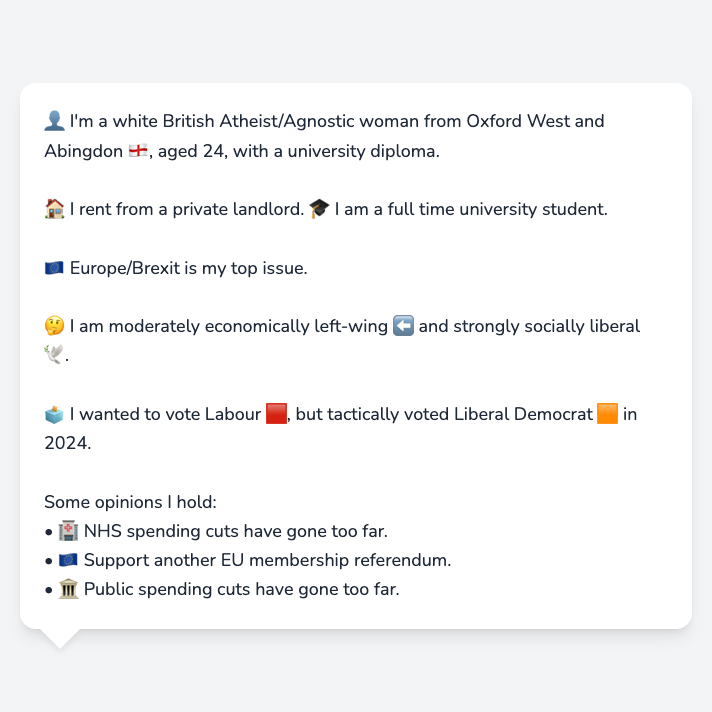 👤 I'm a white British Atheist/Agnostic woman from Oxford West and
Abingdon 🏴󠁧󠁢󠁥󠁮󠁧󠁿, aged 24, with a university diploma.
🏠 I rent from a private landlord. 🎓 I am a full time university student.
🇪🇺 Europe/Brexit is my top issue.
🤔 I am moderately economically left-wing ⬅️ and strongly socially liberal
🕊️.
🗳️ I wanted to vote Labour 🟥, but tactically voted Liberal Democrat 🟧 in
2024.
Some opinions I hold:
• 🏥 NHS spending cuts have gone too far.
• 🇪🇺 Support another EU membership referendum.
• 🏛️ Public spending cuts have gone too far.